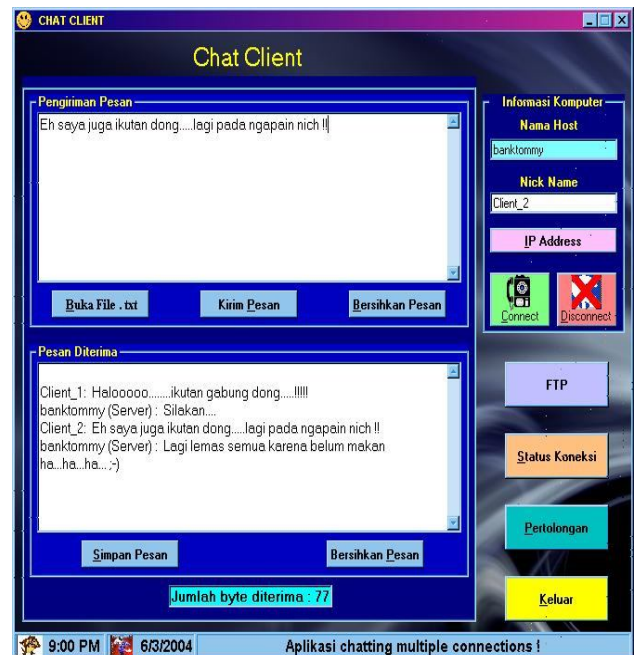 CHAT CLIENT
Chat Client
Pengiriman Pesan
Eh saya juga ikutan dong.....lagi pada ngapain nich !!
Buka File . txt
Kirim Pesan
Bersihkan Pesan
Informasi Komputer
Nama Host
banktommy
Nick Name
Client_2
IP Address
Connect
Disconnect
Pesan Diterima
Client_1: Halooooo........ikutan gabung dong.....!!!!!
banktommy (Server) : Silakan....
Client_2: Eh saya juga ikutan dong.....lagi pada ngapain nich !!
banktommy (Server) : Lagi lemas semua karena belum makan
ha...ha...ha... ;-)
Simpan Pesan
Bersihkan Pesan
Jumlah byte diterima : 77
FTP
Status Koneksi
Pertolongan
Keluar
9:00 PM
6/3/2004
Aplikasi chatting multiple connections !